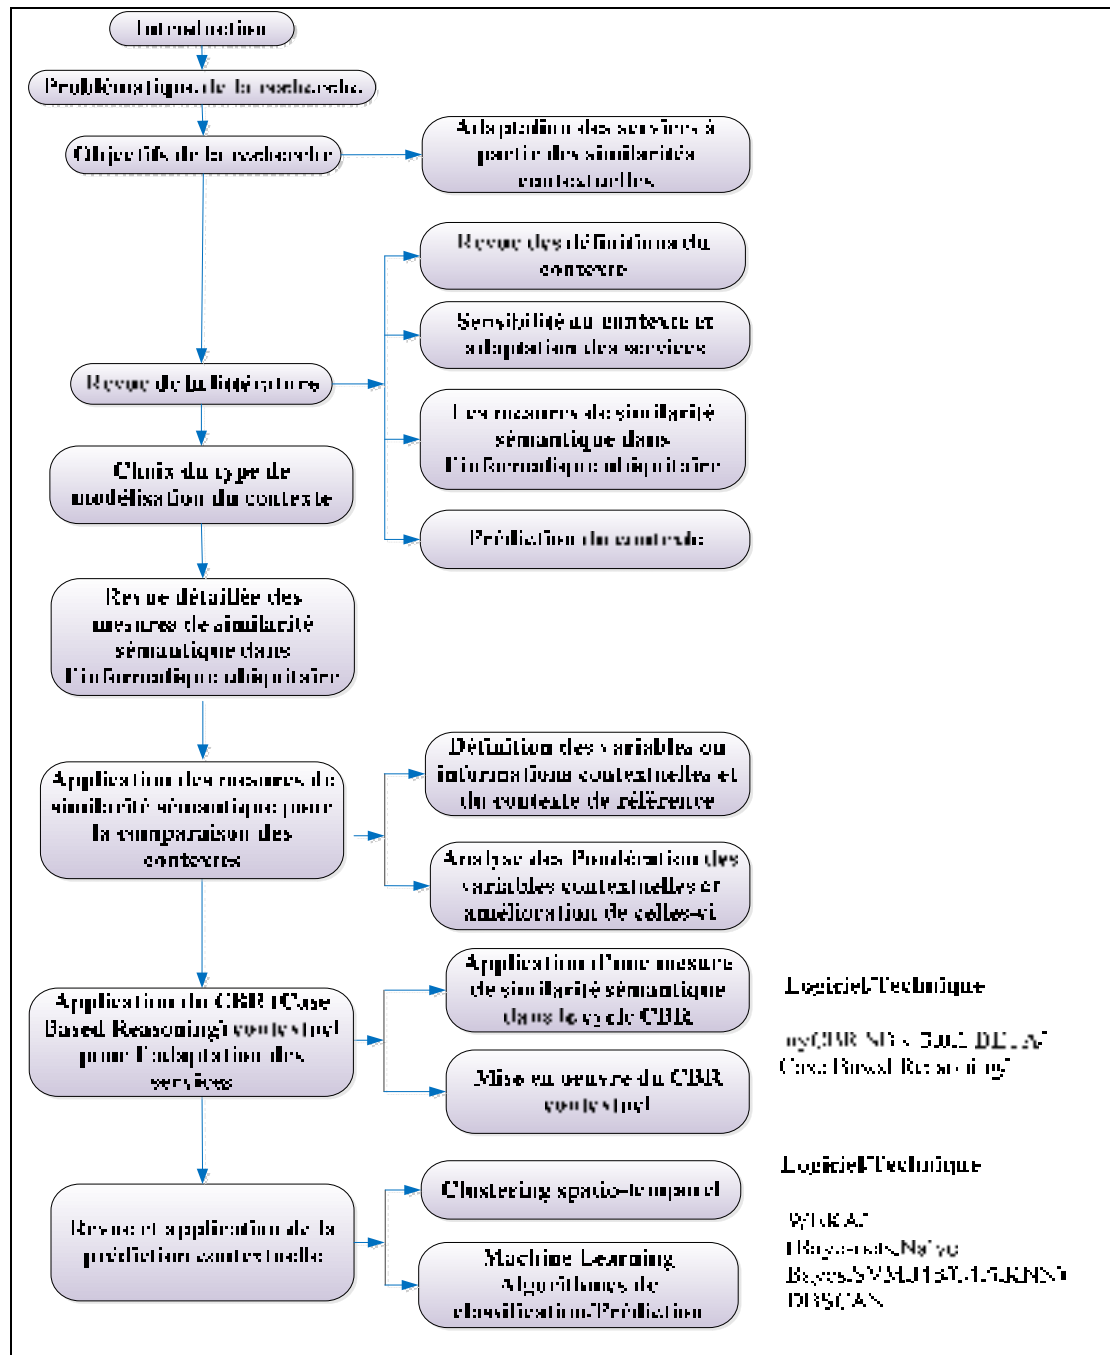 Introduction
Problématique de la recherche
Objectifs de la recherche
Adaptation des services à
partir des similarités
contextuelles
Revue des définitions du
contexte
Sensibilité au contexte et
adaptation des services
Revue de la littérature
Les mesures de similarité
sémantique dans
l'informatique ubiquitaire
Choix du type de
modélisation du contexte
Prédiction du contexte
Revue détaillée des
mesures de similarité
sémantique dans
l'informatique ubiquitaire
Définition des variables ou
informations contextuelles et
du contexte de référence
Application des mesures de
similarité sémantique pour
la comparaison des
contextes
Analyse des Pondération des
variables contextuelles et
amélioration de celles-ci
Application d'une mesure
de similarité sémantique
dans le cycle CBR
Logiciel/Technique
Application du CBR (Case
Based Reasoning) contextuel
pour l'adaptation des
services
myCBR
Case Based Reasoning/
Mise en oeuvre du CBR
contextuel
Logiciel/Technique
Clustering spacio-temporel
Revue et application de la
prédiction contextuelle
WEKA/
Naïve
DBSCAN
Machine Learning
Algorithmes de
classification/Prédiction